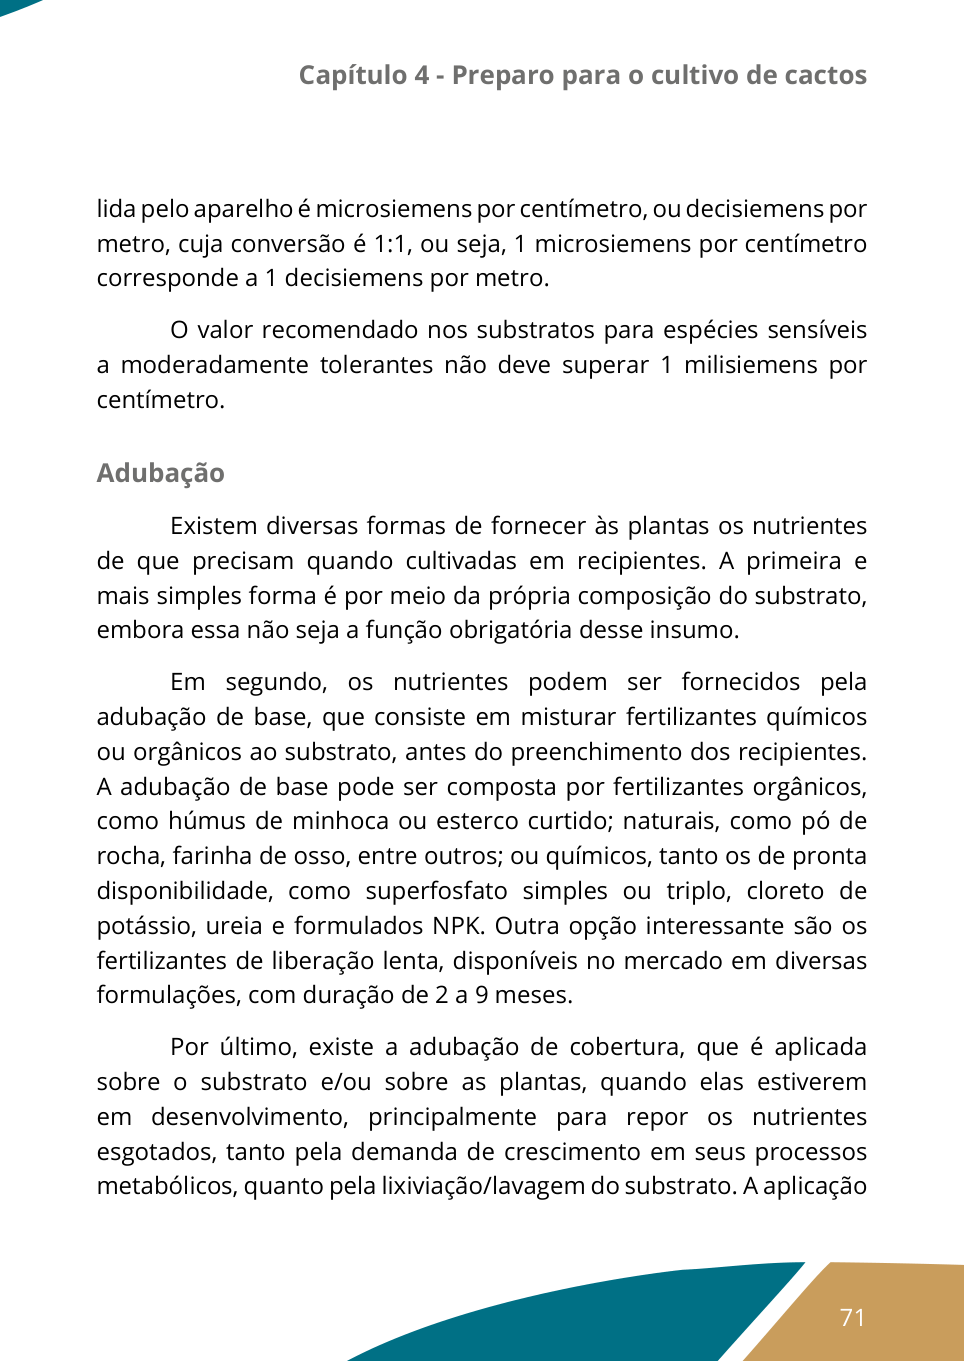 Capítulo 4 - Preparo para o cultivo de cactos
lida pelo aparelho é microsiemens por centímetro, ou decisiemens por
metro, cuja conversão é 1:1, ou seja, 1 microsiemens por centímetro
corresponde a 1 decisiemens por metro.
O valor recomendado nos substratos para espécies sensíveis
a moderadamente tolerantes não deve superar 1 milisiemens por
centímetro.
Adubação
Existem diversas formas de fornecer às plantas os nutrientes
de que precisam quando cultivadas em recipientes. A primeira e
mais simples forma é por meio da própria composição do substrato,
embora essa não seja a função obrigatória desse insumo.
Em segundo, os nutrientes podem ser fornecidos pela
adubação de base, que consiste em misturar fertilizantes químicos
ou orgânicos ao substrato, antes do preenchimento dos recipientes.
A adubação de base pode ser composta por fertilizantes orgânicos,
como húmus de minhoca ou esterco curtido; naturais, como pó de
rocha, farinha de osso, entre outros; ou químicos, tanto os de pronta
disponibilidade, como superfosfato simples ou triplo, cloreto de
potássio, ureia e formulados NPK. Outra opção interessante são os
fertilizantes de liberação lenta, disponíveis no mercado em diversas
formulações, com duração de 2 a 9 meses.
Por último, existe a adubação de cobertura, que é aplicada
sobre o substrato e/ou sobre as plantas, quando elas estiverem
em desenvolvimento, principalmente para repor os nutrientes
esgotados, tanto pela demanda de crescimento em seus processos
metabólicos, quanto pela lixiviação/lavagem do substrato. A aplicação
71